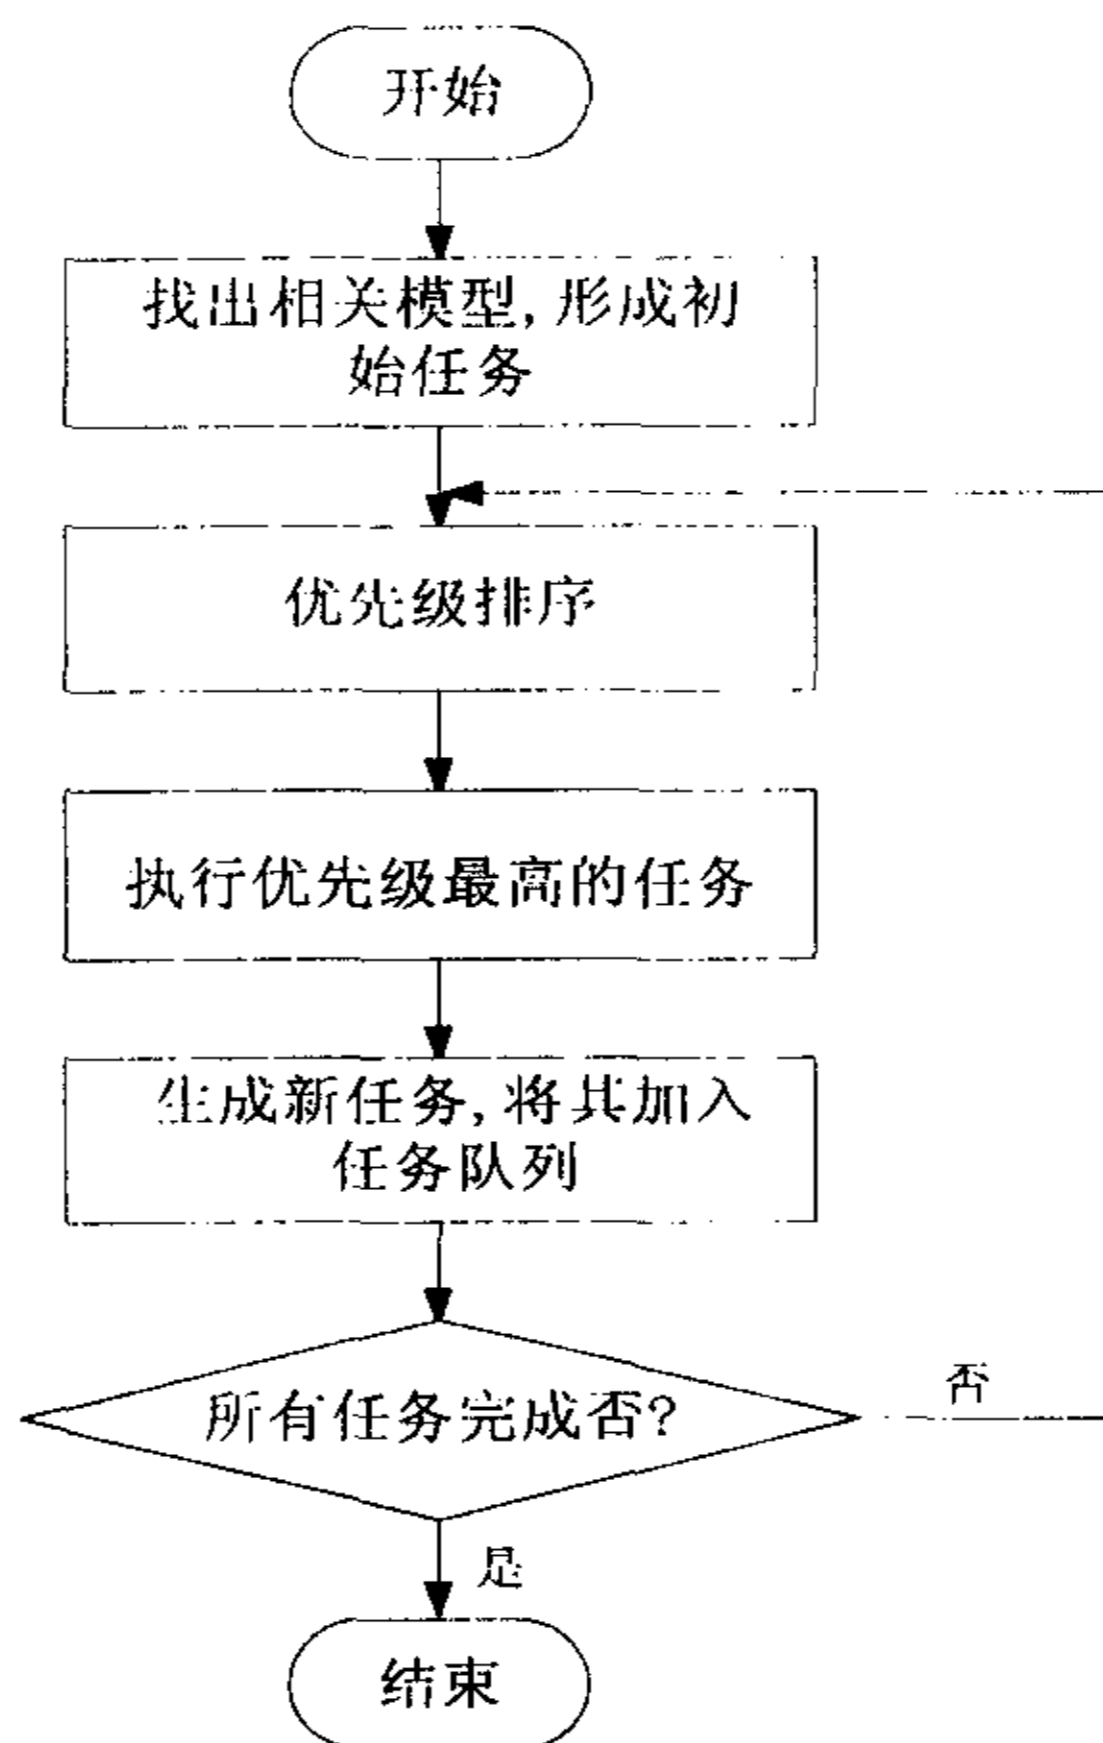 开始
找出相关模型,形成初
始任务
优先级排序
执行优先级最高的任务
生成新任务,将其加入
任务队列
所有任务完成否?
否
是
结束